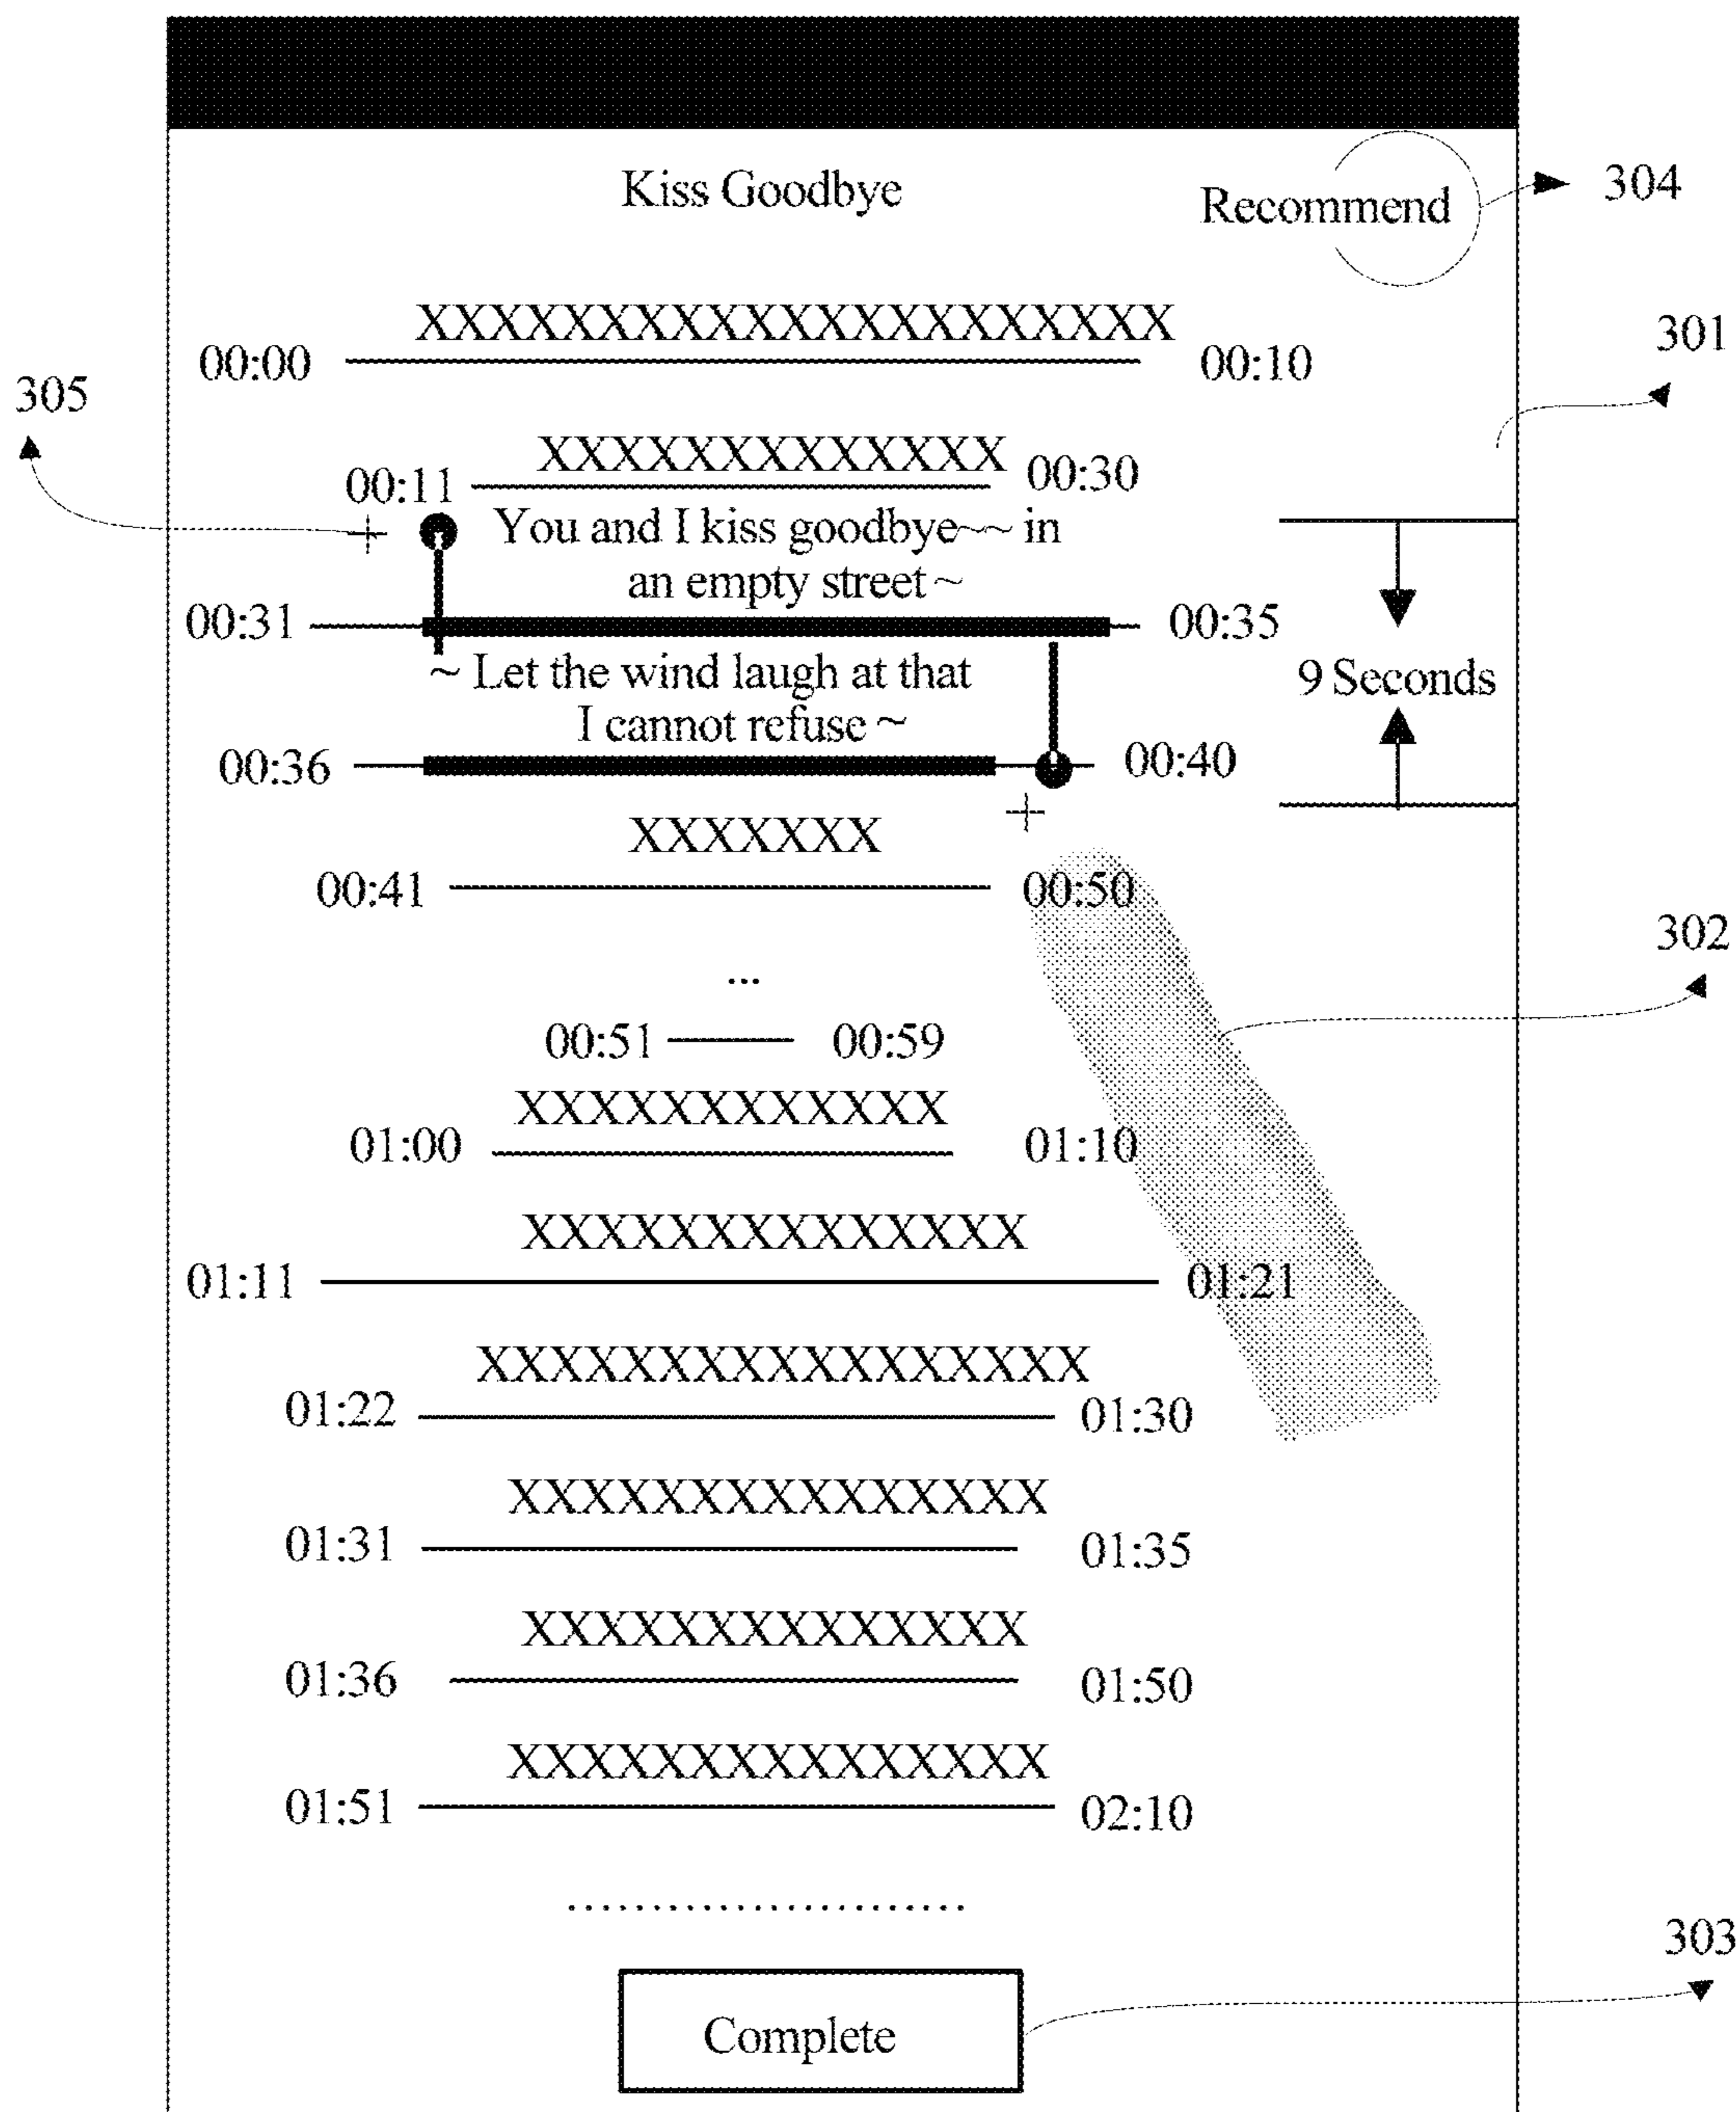 Kiss Goodbye
Recommend
304
XXXXXXXXXXXXXXXXXXXXX
00:00 00:10
301
305
XXXXXXXXXXXXX
00:11 00:30
You and I kiss goodbye~~ in
an empty street ~
00:31 00:35
~ Let the wind laugh at that
I cannot refuse ~
9 Seconds
00:36 00:40
XXXXXXX
00:41 00:50
302
...
00:51 00:59
XXXXXXXXXXXX
01:00 01:10
XXXXXXXXXXXXXX
01:11 01:21
XXXXXXXXXXXXXXXXX
01:22 01:30
XXXXXXXXXXXXXXX
01:31 01:35
XXXXXXXXXXXXXX
01:36 01:50
XXXXXXXXXXXXXXX
01:51 02:10
.......................
303
Complete